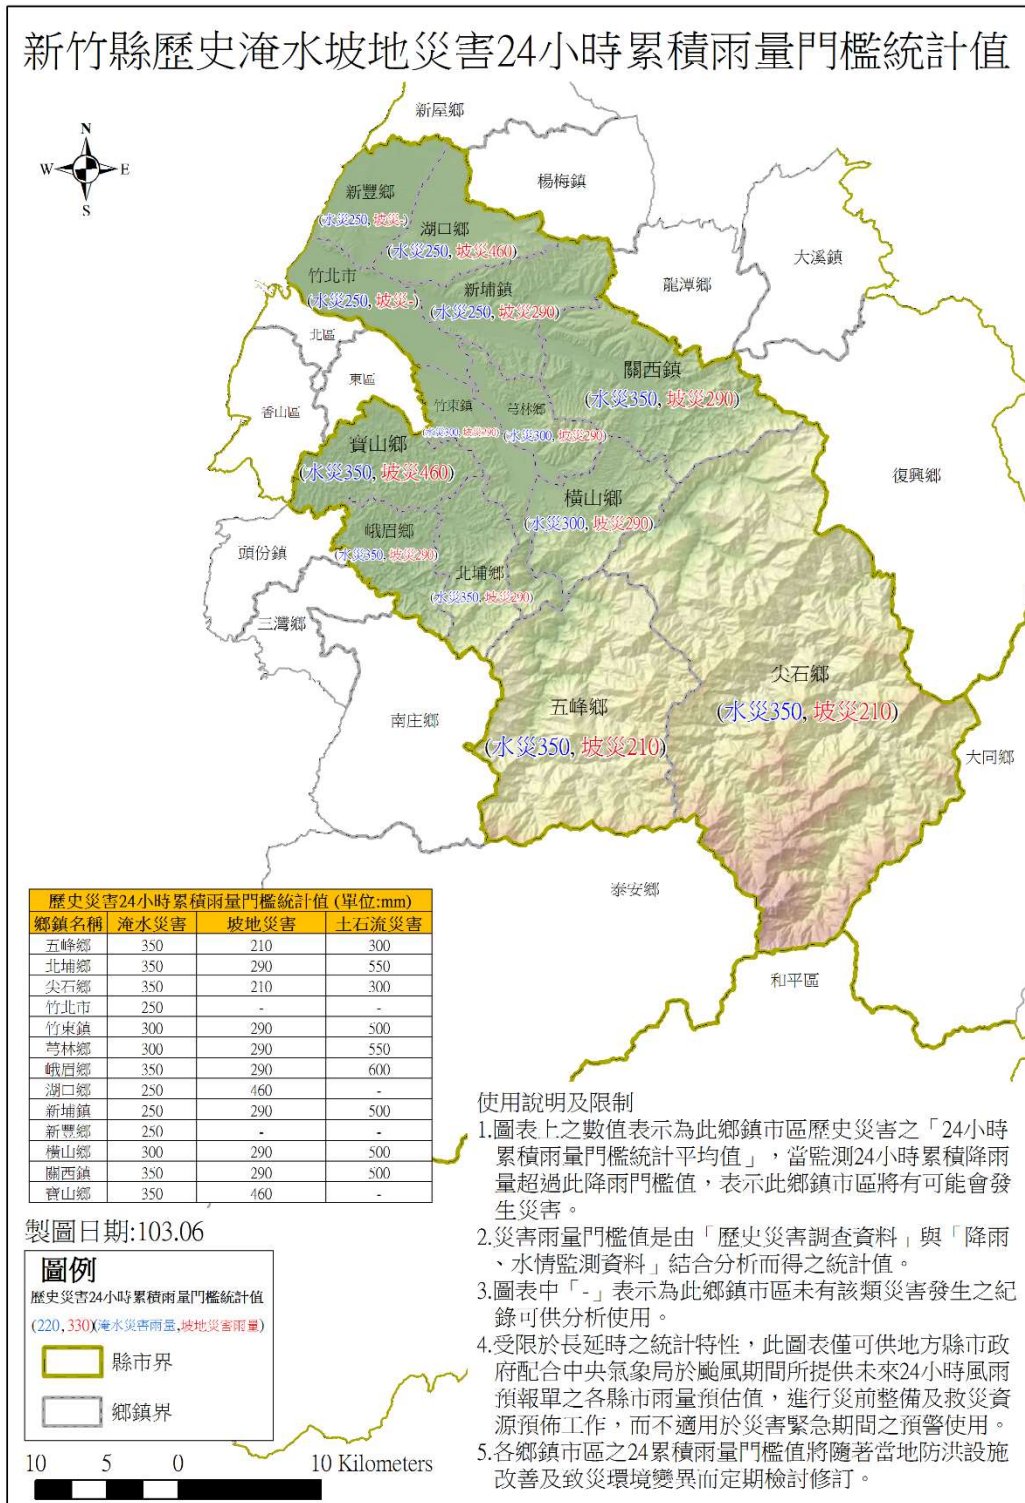 新竹縣歷史淹水坡地災害24小時累積雨量門檻統計值
N
W
E
S
新屋鄉
楊梅鎮
新豐鄉
(水災250, 坡災-)
湖口鄉
(水災250, 坡災460)
大溪鎮
龍潭鄉
竹北市
(水災250, 坡災-)
新埔鎮
(水災250, 坡災290)
北區
東區
香山區
關西鎮
(水災350, 坡災290)
竹東鎮
(水災300, 坡災290)
芎林鄉
(水災300, 坡災290)
寶山鄉
(水災350, 坡災460)
復興鄉
橫山鄉
(水災300, 坡災290)
峨眉鄉
(水災350, 坡災290)
頭份鎮
北埔鄉
(水災350, 坡災290)
三灣鄉
尖石鄉
(水災350, 坡災210)
五峰鄉
(水災350, 坡災210)
南庄鄉
大同鄉
泰安鄉
和平區
歷史災害24小時累積雨量門檻統計值 (單位:mm)
鄉鎮名稱 淹水災害 坡地災害 土石流災害
五峰鄉 350 210 300
北埔鄉 350 290 550
尖石鄉 350 210 300
竹北市 250 - -
竹東鎮 300 290 500
芎林鄉 300 290 550
峨眉鄉 350 290 600
湖口鄉 250 460 -
新埔鎮 250 290 500
新豐鄉 250 - -
橫山鄉 300 290 500
關西鎮 350 290 500
寶山鄉 350 460 -
製圖日期:103.06
圖例
歷史災害24小時累積雨量門檻統計值
(220,330)(淹水災害雨量,坡地災害雨量)
縣市界
鄉鎮界
10 5 0 10 Kilometers
使用說明及限制
1.圖表上之數值表示為此鄉鎮市區歷史災害之「24小時
累積雨量門檻統計平均值」，當監測24小時累積降雨
量超過此降雨門檻值，表示此鄉鎮市區將有可能會發
生災害。
2.災害雨量門檻值是由「歷史災害調查資料」與「降雨
、水情監測資料」結合分析而得之統計值。
3.圖表中「-」表示為此鄉鎮市區未有該類災害發生之紀
錄可供分析使用。
4.受限於長延時之統計特性，此圖表僅可供地方縣市政
府配合中央氣象局於颱風期間所提供未來24小時風雨
預報單之各縣市雨量預估值，進行災前整備及救災資
源預佈工作，而不適用於災害緊急期間之預警使用。
5.各鄉鎮市區之24累積雨量門檻值將隨著當地防洪設施
改善及致災環境變異而定期檢討修訂。